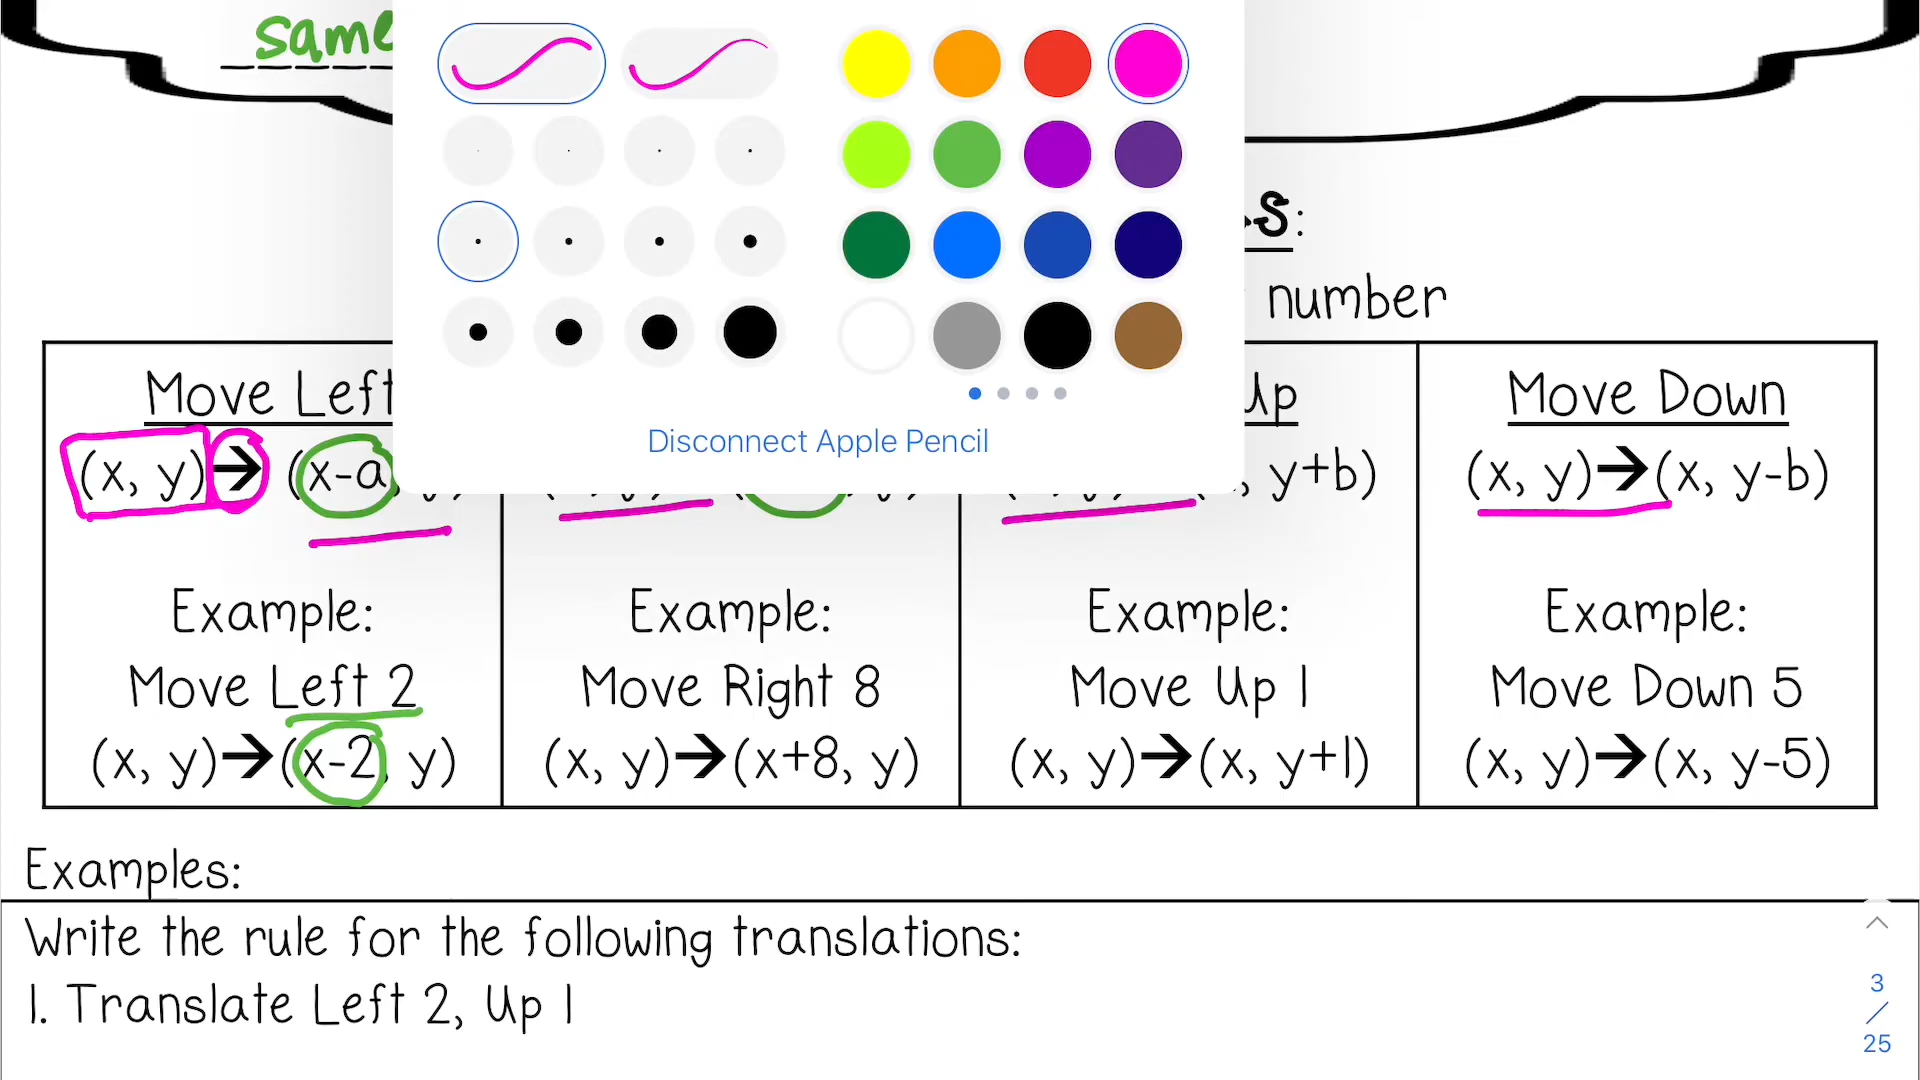 same
s:
number
Move Left
Up
Move Down
(x, y)➔ (x-a, y)
, y+b)
(x, y)➔(x, y-b)
Disconnect Apple Pencil
Example: Example: Example: Example:
Move Left 2 Move Right 8 Move Up 1 Move Down 5
(x, y)➔(x-2, y) (x, y)➔(x+8, y) (x, y)➔(x, y+1) (x, y)➔(x, y-5)
Examples:
Write the rule for the following translations:
1. Translate Left 2, Up 1
3
/
25